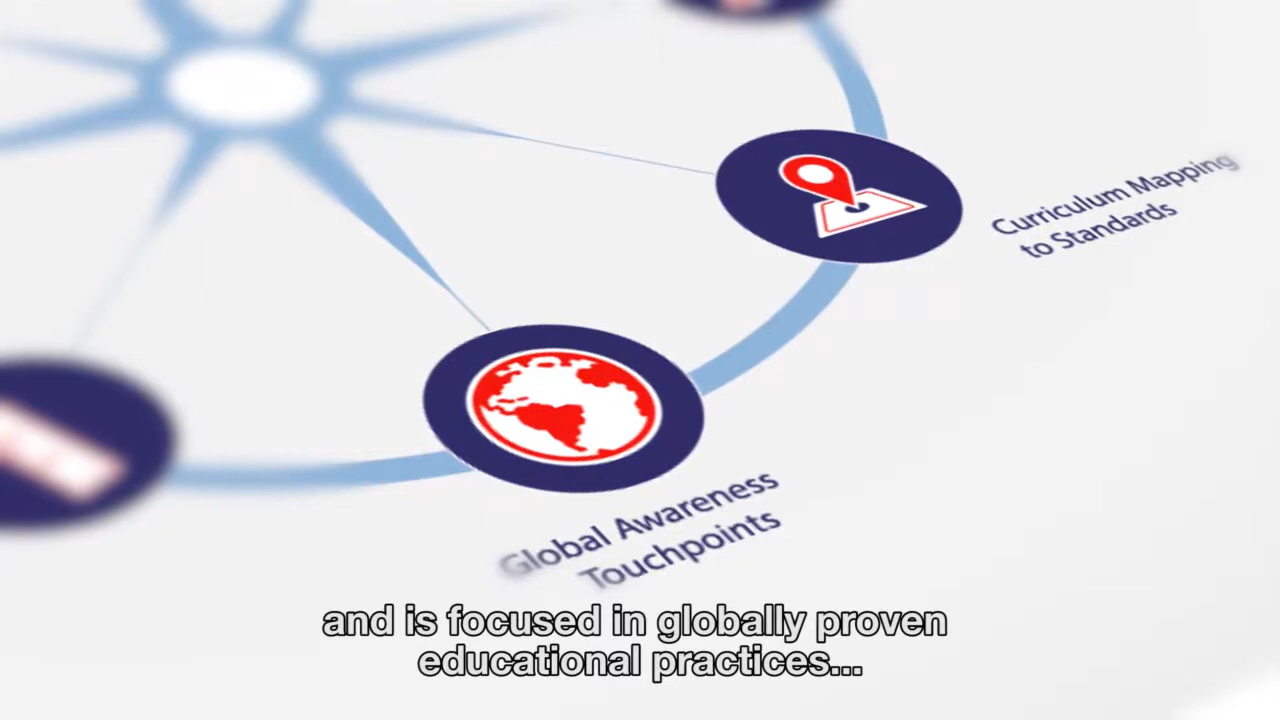 Curriculum Mapping
to Standards
Global Awareness
Touchpoints
and is focused in globally proven
educational practices...